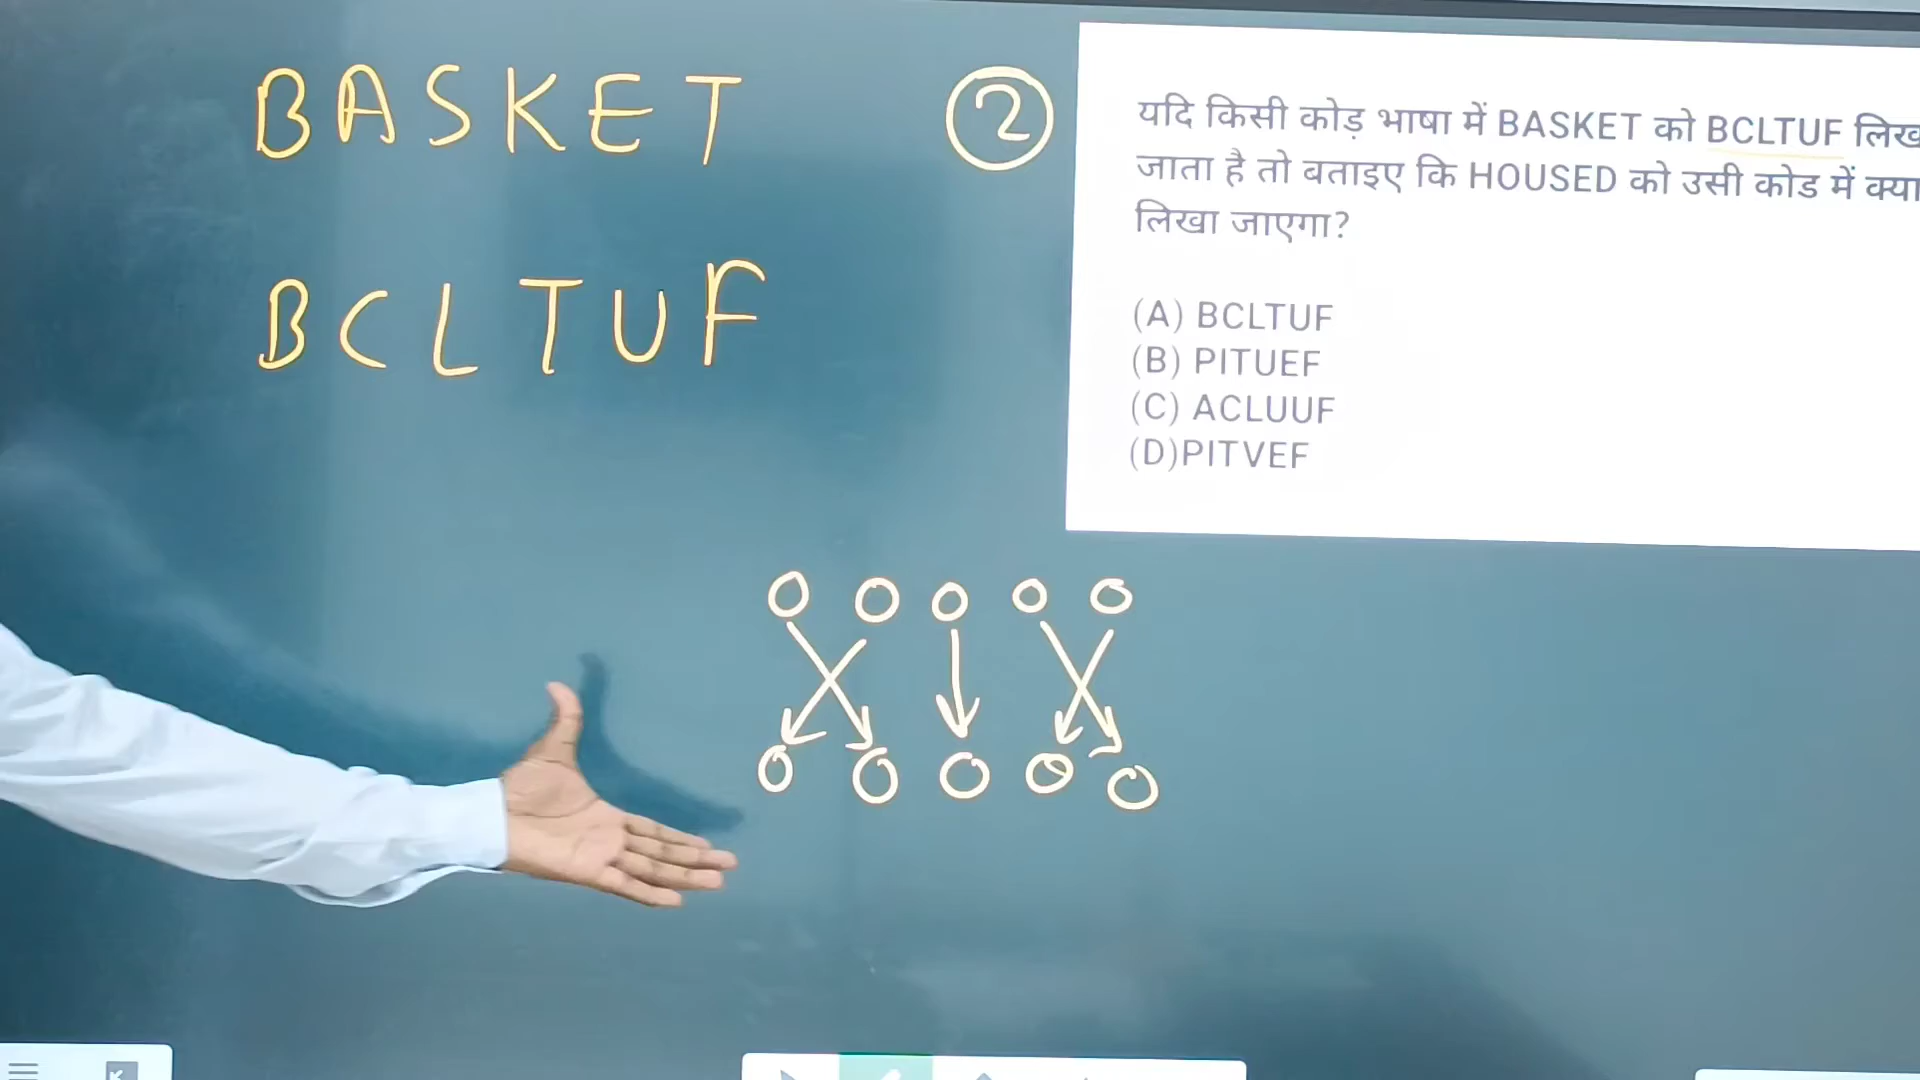 BASKET
BCLTUF
2
यदि किसी कोड़ भाषा में BASKET को BCLTUF लिख
जाता है तो बताइए कि HOUSED को उसी कोड में क्या
लिखा जाएगा?
(A) BCLTUF
(B) PITUEF
(C) ACLUUF
(D)PITVEF